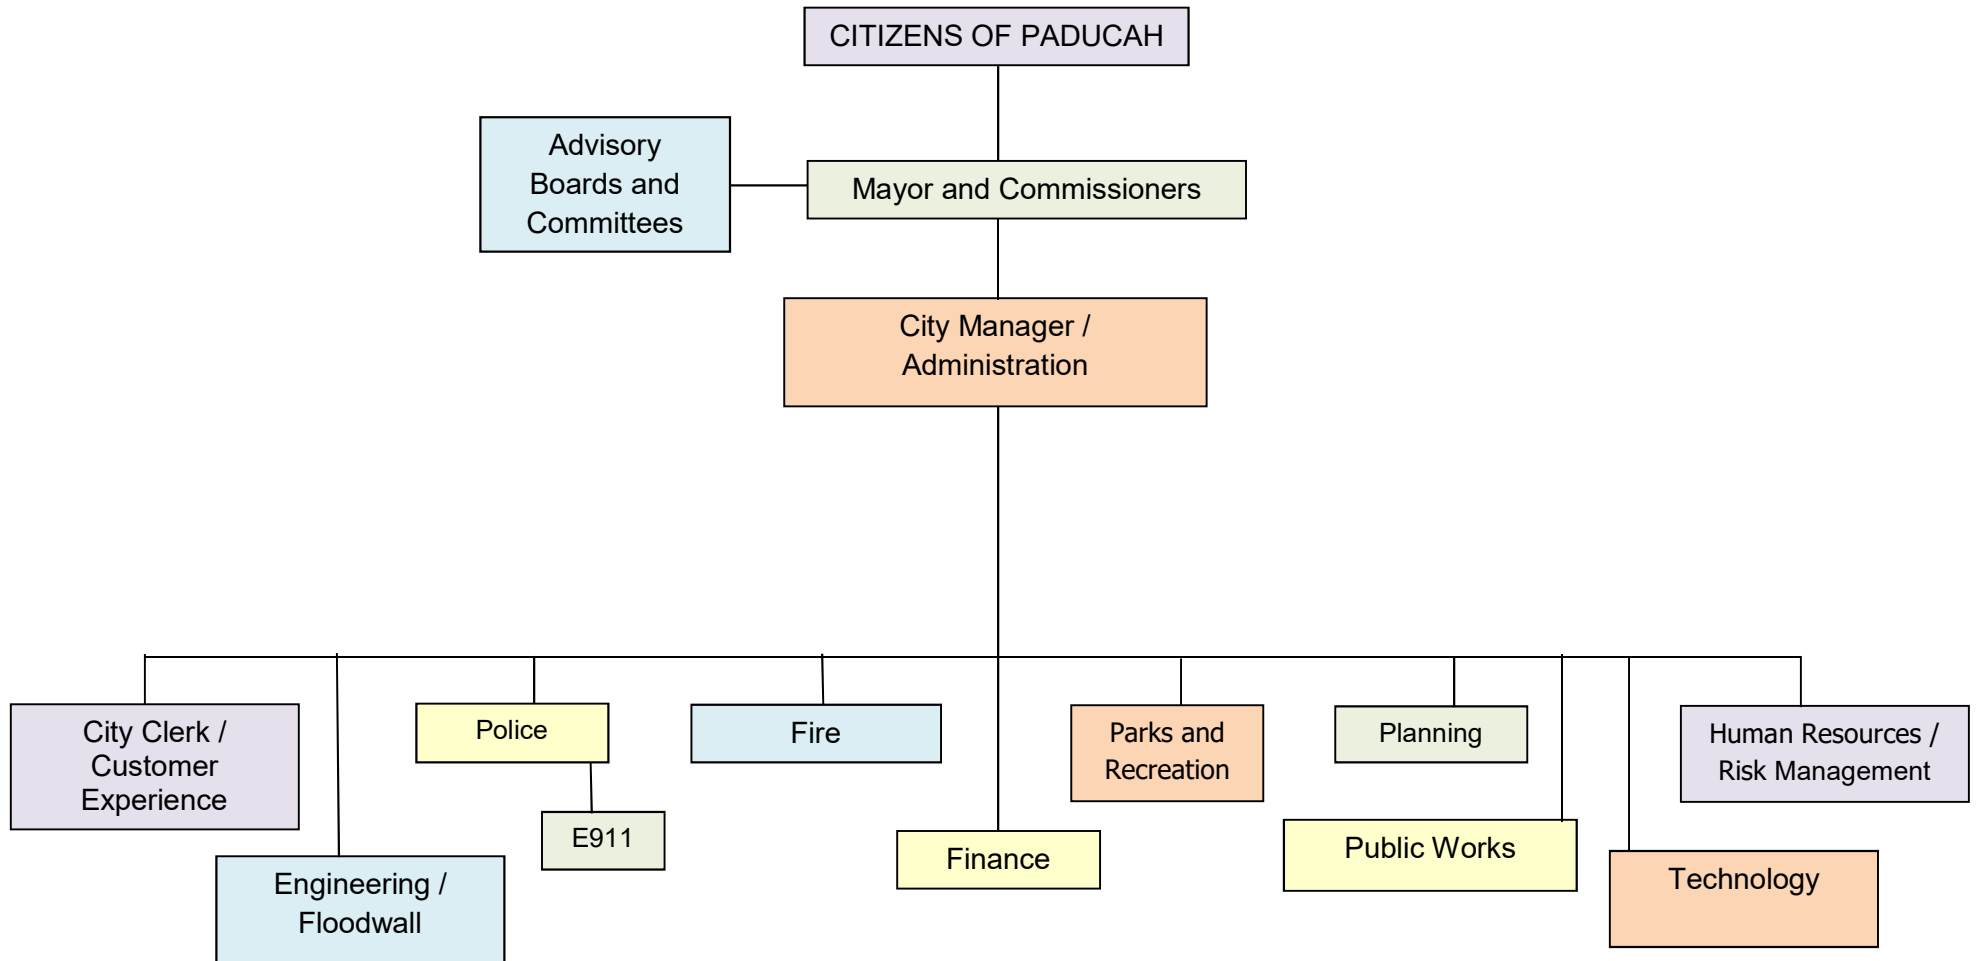 CITIZENS OF PADUCAH
Advisory
Boards and
Committees
Mayor and Commissioners
City Manager /
Administration
City Clerk /
Customer
Experience
Engineering /
Floodwall
Police
E911
Fire
Finance
Parks and
Recreation
Planning
Public Works
Technology
Human Resources /
Risk Management